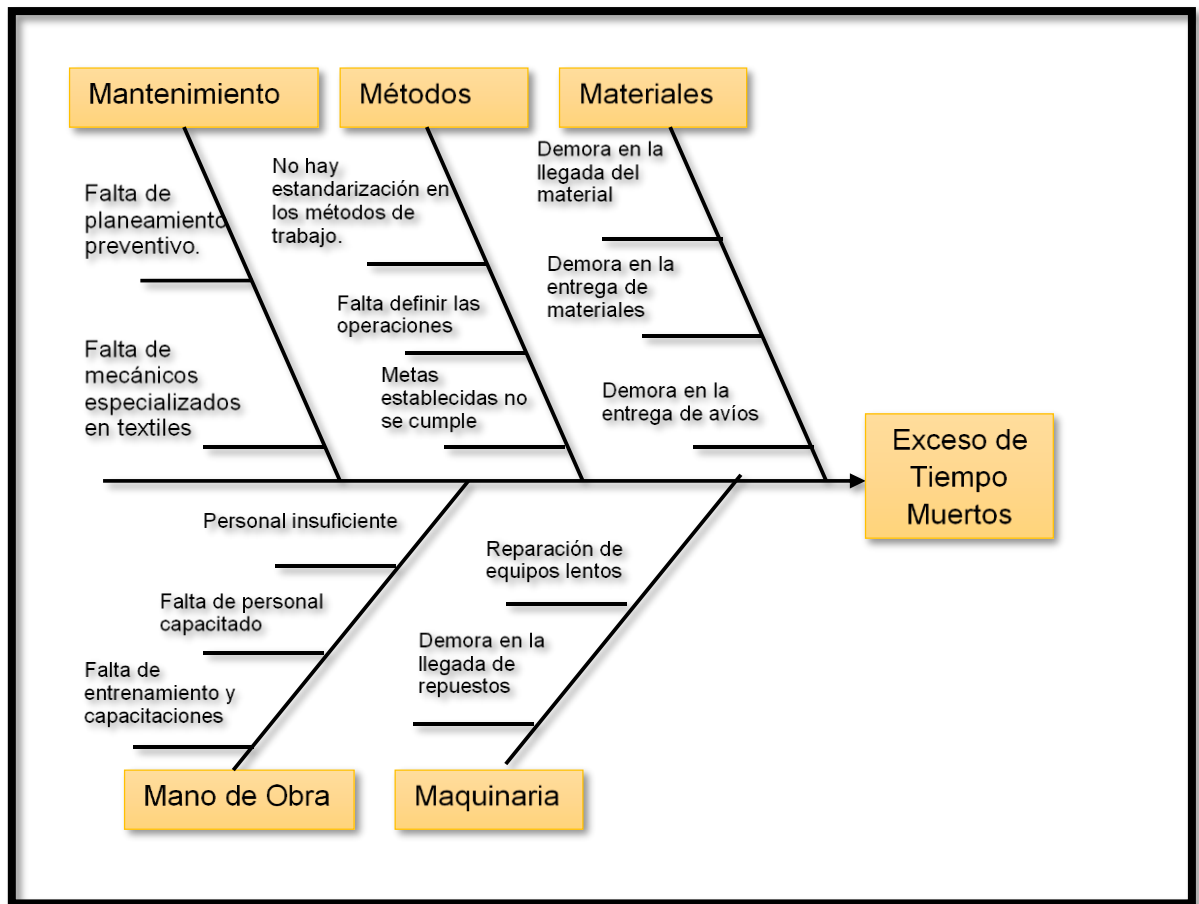 Mantenimiento
Métodos
Materiales
Falta de
planeamiento
preventivo.
Falta de
mecánicos
especializados
en textiles
No hay
estandarización en
los métodos de
trabajo.
Falta definir las
operaciones
Metas
establecidas no
se cumple
Demora en la
llegada del
material
Demora en la
entrega de
materiales
Demora en la
entrega de avíos
Exceso de
Tiempo
Muertos
Personal insuficiente
Falta de personal
capacitado
Falta de
entrenamiento y
capacitaciones
Reparación de
equipos lentos
Demora en la
llegada de
repuestos
Mano de Obra
Maquinaria